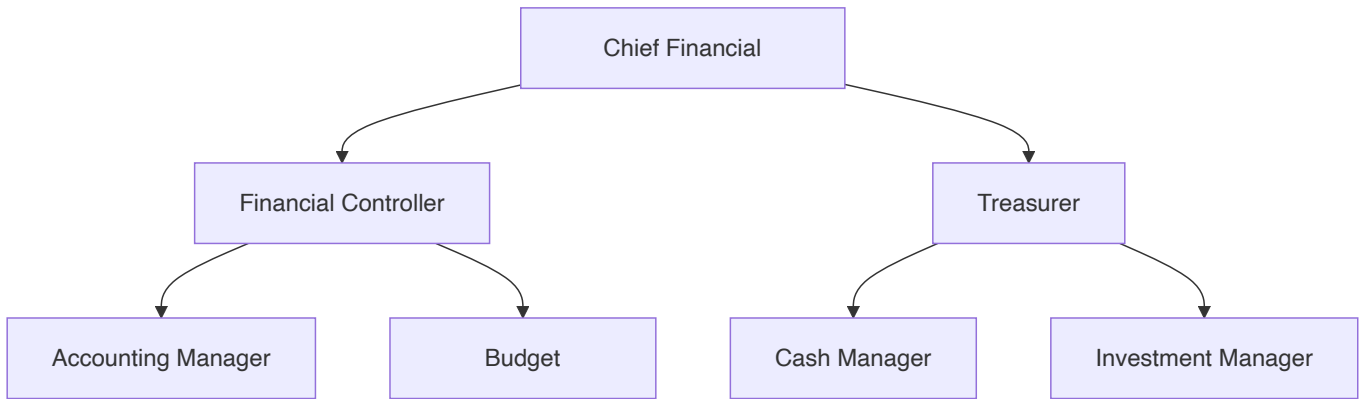 Chief Financial
Financial Controller
Treasurer
Accounting Manager
Budget
Cash Manager
Investment Manager